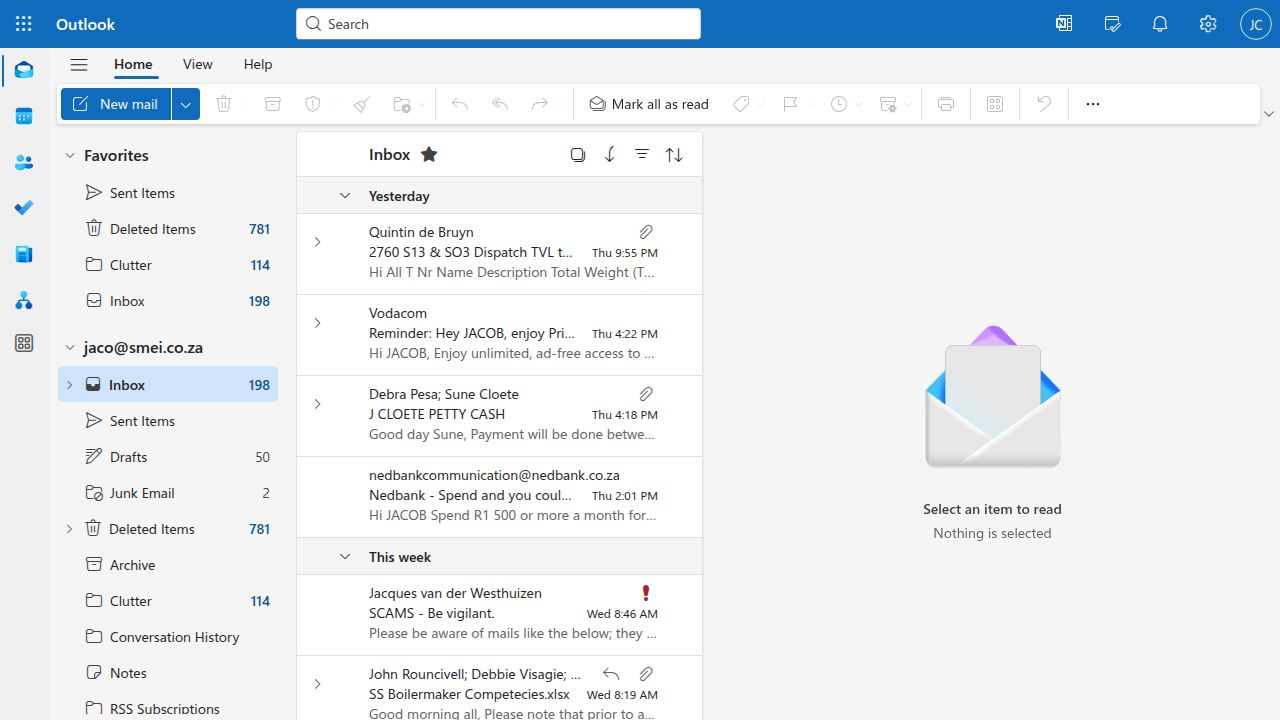 Outlook
Search
JC
Home View Help
New mail
Mark all as read
Favorites
Sent Items
Deleted Items 781
Clutter 114
Inbox 198
jaco@smei.co.za
Inbox 198
Sent Items
Drafts 50
Junk Email 2
Deleted Items 781
Archive
Clutter 114
Conversation History
Notes
RSS Subscriptions
Inbox
Yesterday
Quintin de Bruyn
2760 S13 & SO3 Dispatch TVL t... Thu 9:55 PM
Hi All T Nr Name Description Total Weight (T...
Vodacom
Reminder: Hey JACOB, enjoy Pri... Thu 4:22 PM
Hi JACOB, Enjoy unlimited, ad-free access to ...
Debra Pesa; Sune Cloete
J CLOETE PETTY CASH Thu 4:18 PM
Good day Sune, Payment will be done betwe...
nedbankcommunication@nedbank.co.za
Nedbank - Spend and you coul... Thu 2:01 PM
Hi JACOB Spend R1 500 or more a month for...
This week
Jacques van der Westhuizen
SCAMS - Be vigilant. Wed 8:46 AM
Please be aware of mails like the below; they ...
John Rouncivell; Debbie Visagie; ...
SS Boilermaker Competecies.xlsx Wed 8:19 AM
Good morning all, Please note that prior to a...
Select an item to read
Nothing is selected